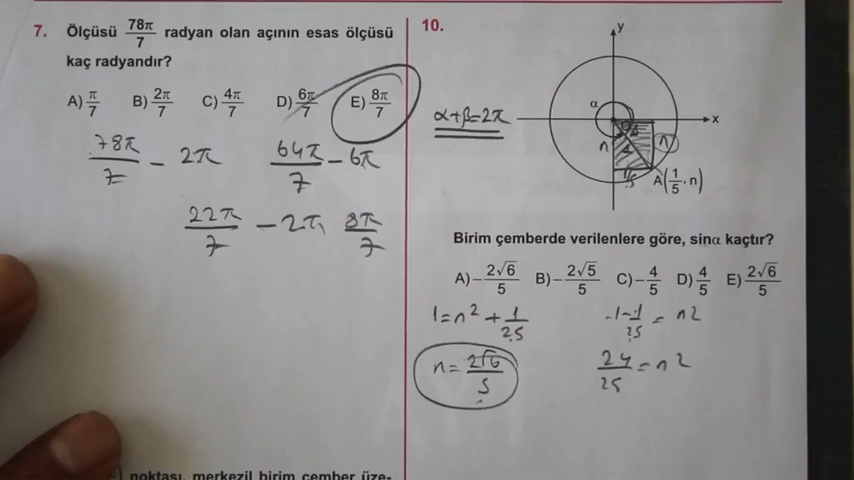 7. Ölçüsü 78π/7 radyan olan açının esas ölçüsü
kaç radyandır?
A) π/7 B) 2π/7 C) 4π/7 D) 6π/7 E) 8π/7
78π/7 - 2π 64π/7 - 6π
22π/7 - 2π 8π/7
10.
y
α
x
α+β=2π
n
n
1/5
A(1/5, n)
Birim çemberde verilenlere göre, sinα kaçtır?
A) -2√6/5 B) -2√5/5 C) -4/5 D) 4/5 E) 2√6/5
1=n² + 1/25
-1-1/25 = n2
n= 2√6/5
24/25 = n2
noktası, merkezil birim çember üze-